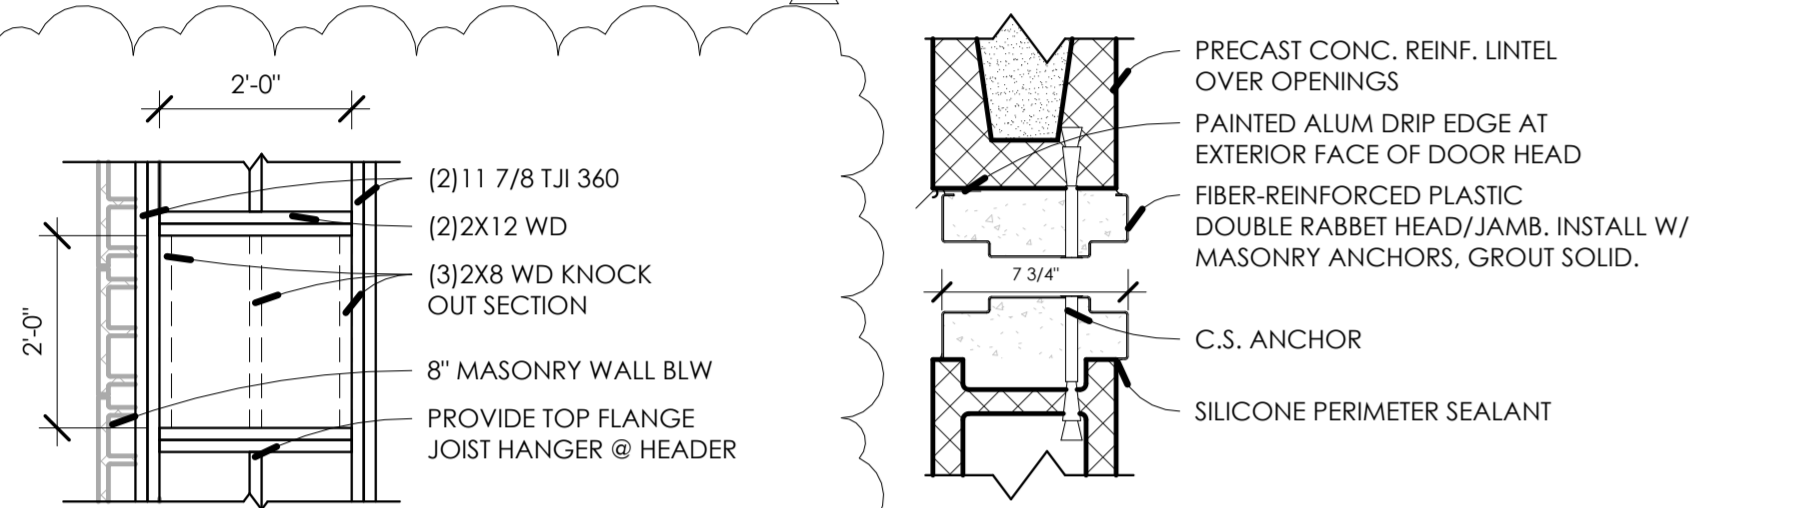 2'-0"
(2)11 7/8 TJI 360
(2)2X12 WD
(3)2X8 WD KNOCK
OUT SECTION
2'-0"
8" MASONRY WALL BLW
PROVIDE TOP FLANGE
JOIST HANGER @ HEADER
PRECAST CONC. REINF. LINTEL
OVER OPENINGS
PAINTED ALUM DRIP EDGE AT
EXTERIOR FACE OF DOOR HEAD
FIBER-REINFORCED PLASTIC
DOUBLE RABBET HEAD/JAMB. INSTALL W/
MASONRY ANCHORS, GROUT SOLID.
7 3/4"
C.S. ANCHOR
SILICONE PERIMETER SEALANT